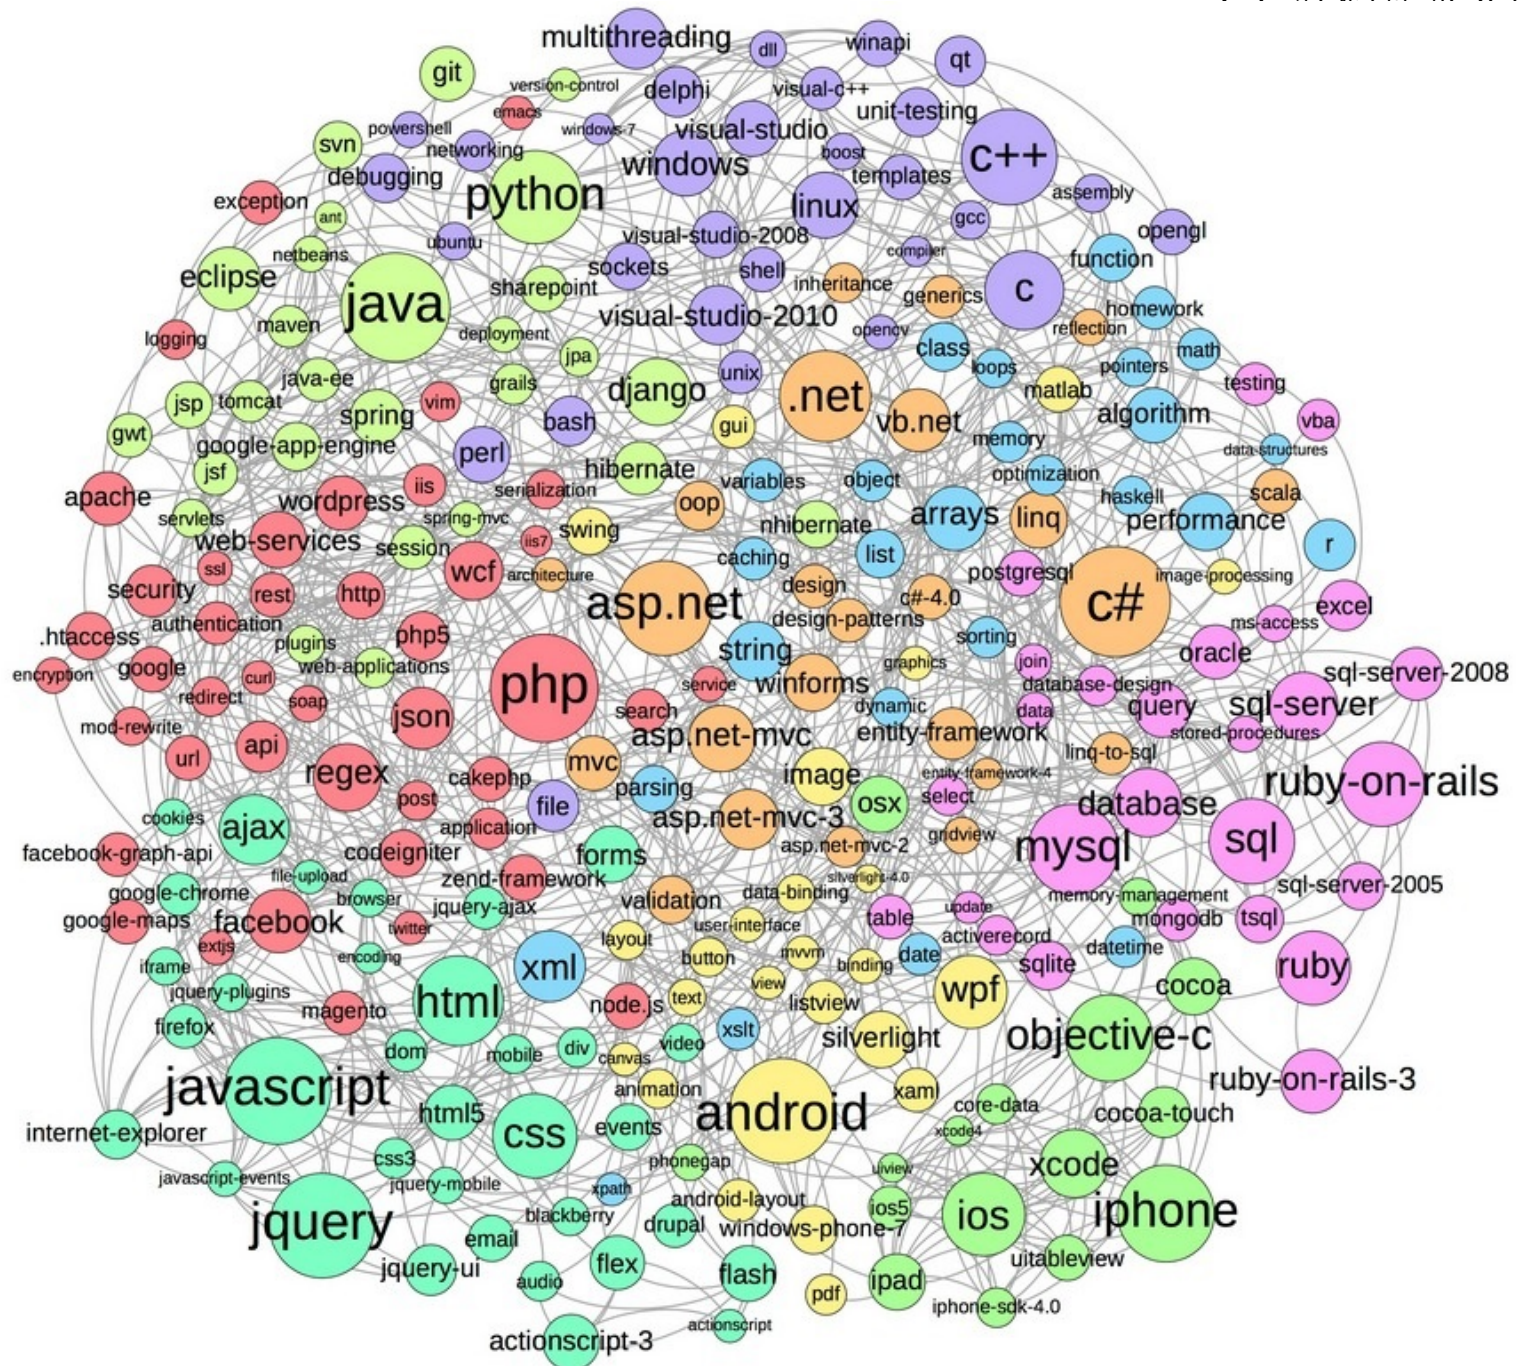 multithreading
dll
winapi
qt
git
version-control
delphi
visual-c++
unit-testing
emacs
powershell
windows-7
visual-studio
svn
networking
boost
c++
debugging
windows
templates
assembly
exception
python
linux
ant
gcc
opengl
ubuntu
visual-studio-2008
compiler
function
netbeans
eclipse
sockets
shell
inheritance
java
sharepoint
generics
c
homework
maven
visual-studio-2010
logging
deployment
opencv
reflection
class
math
jpa
loops
pointers
java-ee
grails
unix
testing
jsp
tomcat
vim
django
.net
matlab
spring
bash
vb.net
algorithm
vba
gwt
gui
google-app-engine
perl
memory
data-structures
jsf
hibernate
variables
object
optimization
apache
wordpress
iis
serialization
haskell
scala
servlets
spring-mvc
swing
oop
nhibernate
arrays
linq
performance
web-services
session
iis7
list
r
ssl
wcf
architecture
caching
postgresql
image-processing
security
rest
http
asp.net
design
c#-4.0
c#
excel
.htaccess
authentication
php5
design-patterns
ms-access
plugins
string
sorting
encryption
google
web-applications
graphics
join
oracle
curl
php
service
winforms
database-design
sql-server-2008
redirect
soap
json
search
dynamic
data
query
sql-server
mod-rewrite
asp.net-mvc
entity-framework
stored-procedures
url
api
linq-to-sql
regex
cakephp
mvc
image
entity-framework-4
ruby-on-rails
post
file
parsing
osx
select
database
cookies
ajax
application
asp.net-mvc-3
gridview
mysql
sql
facebook-graph-api
codeigniter
forms
asp.net-mvc-2
file-upload
zend-framework
silverlight-4.0
sql-server-2005
google-chrome
browser
jquery-ajax
validation
data-binding
memory-management
google-maps
facebook
twitter
user-interface
table
update
mongodb
tsql
extjs
layout
activerecord
encoding
button
mvvm
date
datetime
iframe
xml
binding
sqlite
ruby
jquery-plugins
html
view
wpf
cocoa
magento
node.js
text
listview
firefox
xslt
silverlight
objective-c
dom
mobile
div
video
canvas
javascript
animation
xaml
ruby-on-rails-3
html5
android
core-data
cocoa-touch
internet-explorer
css
events
xcode4
css3
phonegap
uiview
xcode
javascript-events
jquery-mobile
xpath
android-layout
jquery
blackberry
drupal
windows-phone-7
ios5
ios
iphone
email
jquery-ui
flex
flash
uitableview
audio
pdf
ipad
iphone-sdk-4.0
actionscript-3
actionscript